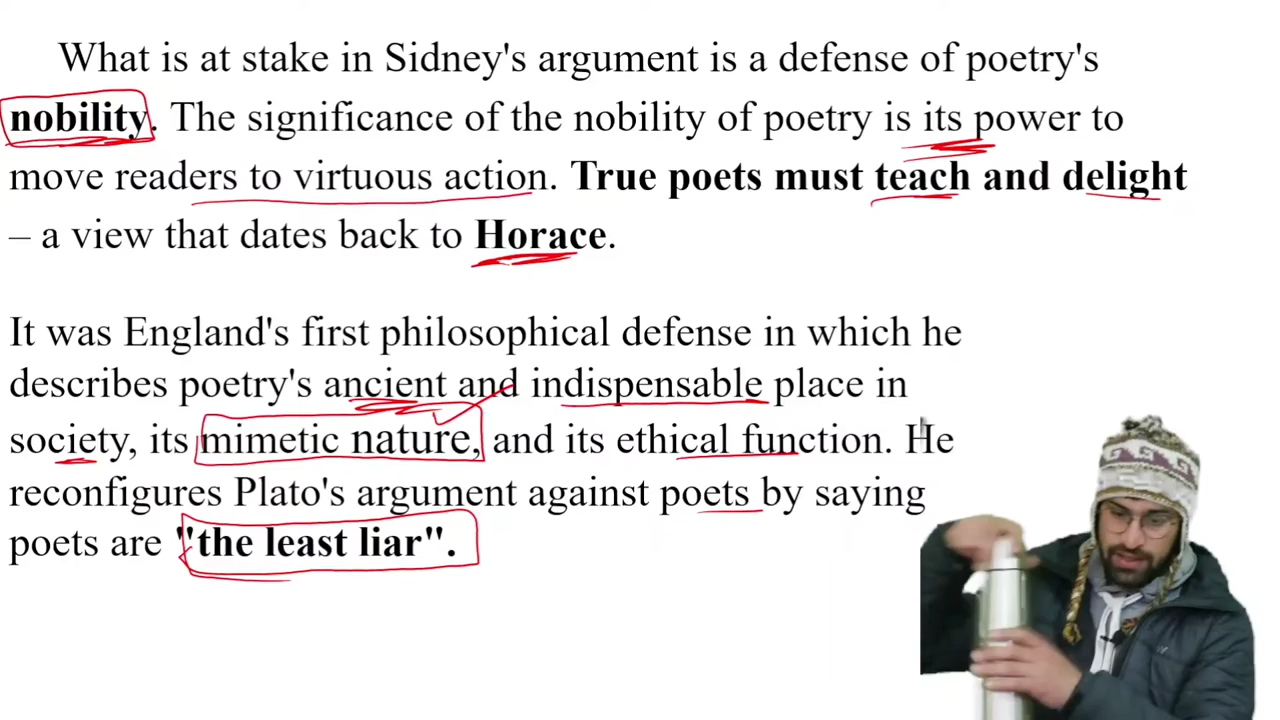 What is at stake in Sidney's argument is a defense of poetry's
nobility. The significance of the nobility of poetry is its power to
move readers to virtuous action. True poets must teach and delight
– a view that dates back to Horace.
It was England's first philosophical defense in which he
describes poetry's ancient and indispensable place in
society, its mimetic nature, and its ethical function. He
reconfigures Plato's argument against poets by saying
poets are "the least liar".